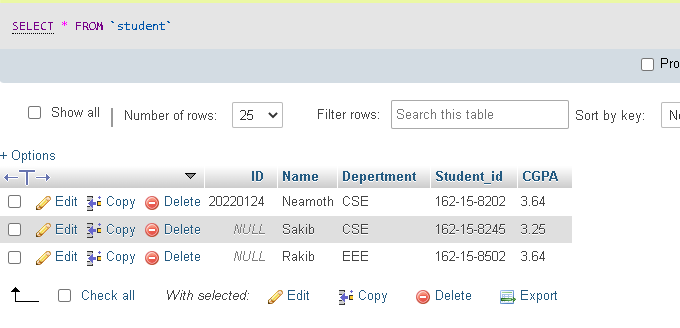 SELECT * FROM `student`
Pro
Show all | Number of rows: 25 Filter rows: Search this table Sort by key:
+ Options
←T→ ID Name Depertment Student_id CGPA
Edit Copy Delete 20220124 Neamoth CSE 162-15-8202 3.64
Edit Copy Delete NULL Sakib CSE 162-15-8245 3.25
Edit Copy Delete NULL Rakib EEE 162-15-8502 3.64
Check all With selected: Edit Copy Delete Export